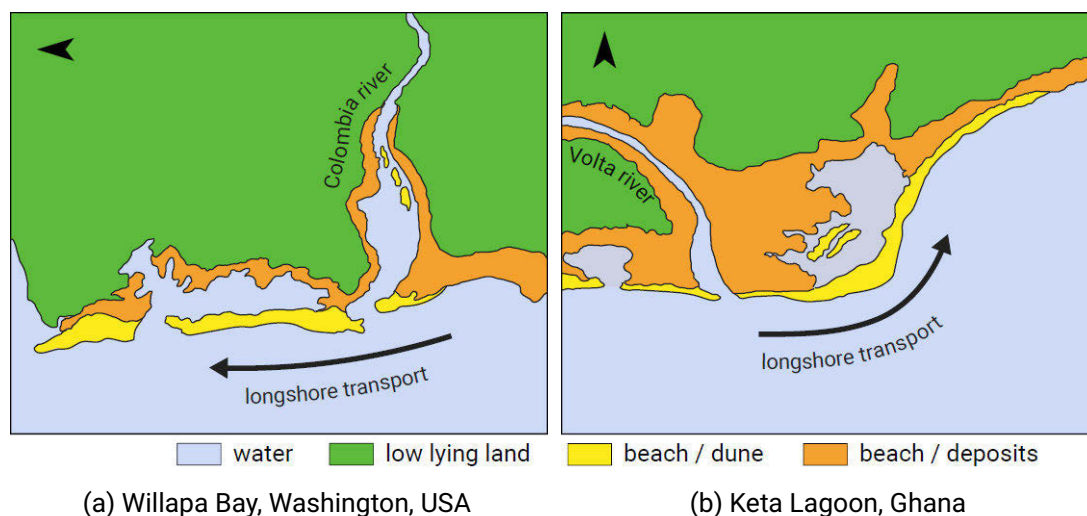 Colombia river
longshore transport
Volta river
longshore transport
water
low lying land
beach / dune
beach / deposits
(a) Willapa Bay, Washington, USA
(b) Keta Lagoon, Ghana